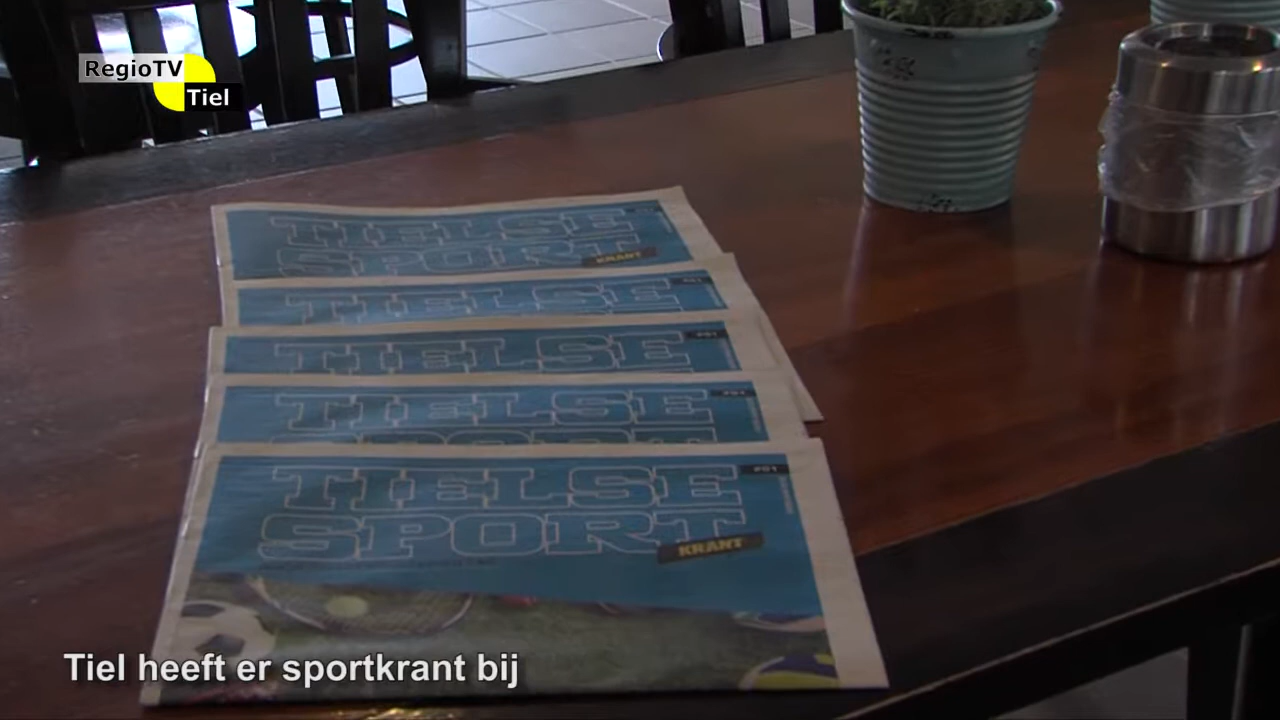 RegioTV
Tiel
TIELSE
SPORT
KRANT
TIELSE
TIELSE
TIELSE
TIELSE
SPORT
KRANT
Tiel heeft er sportkrant bij